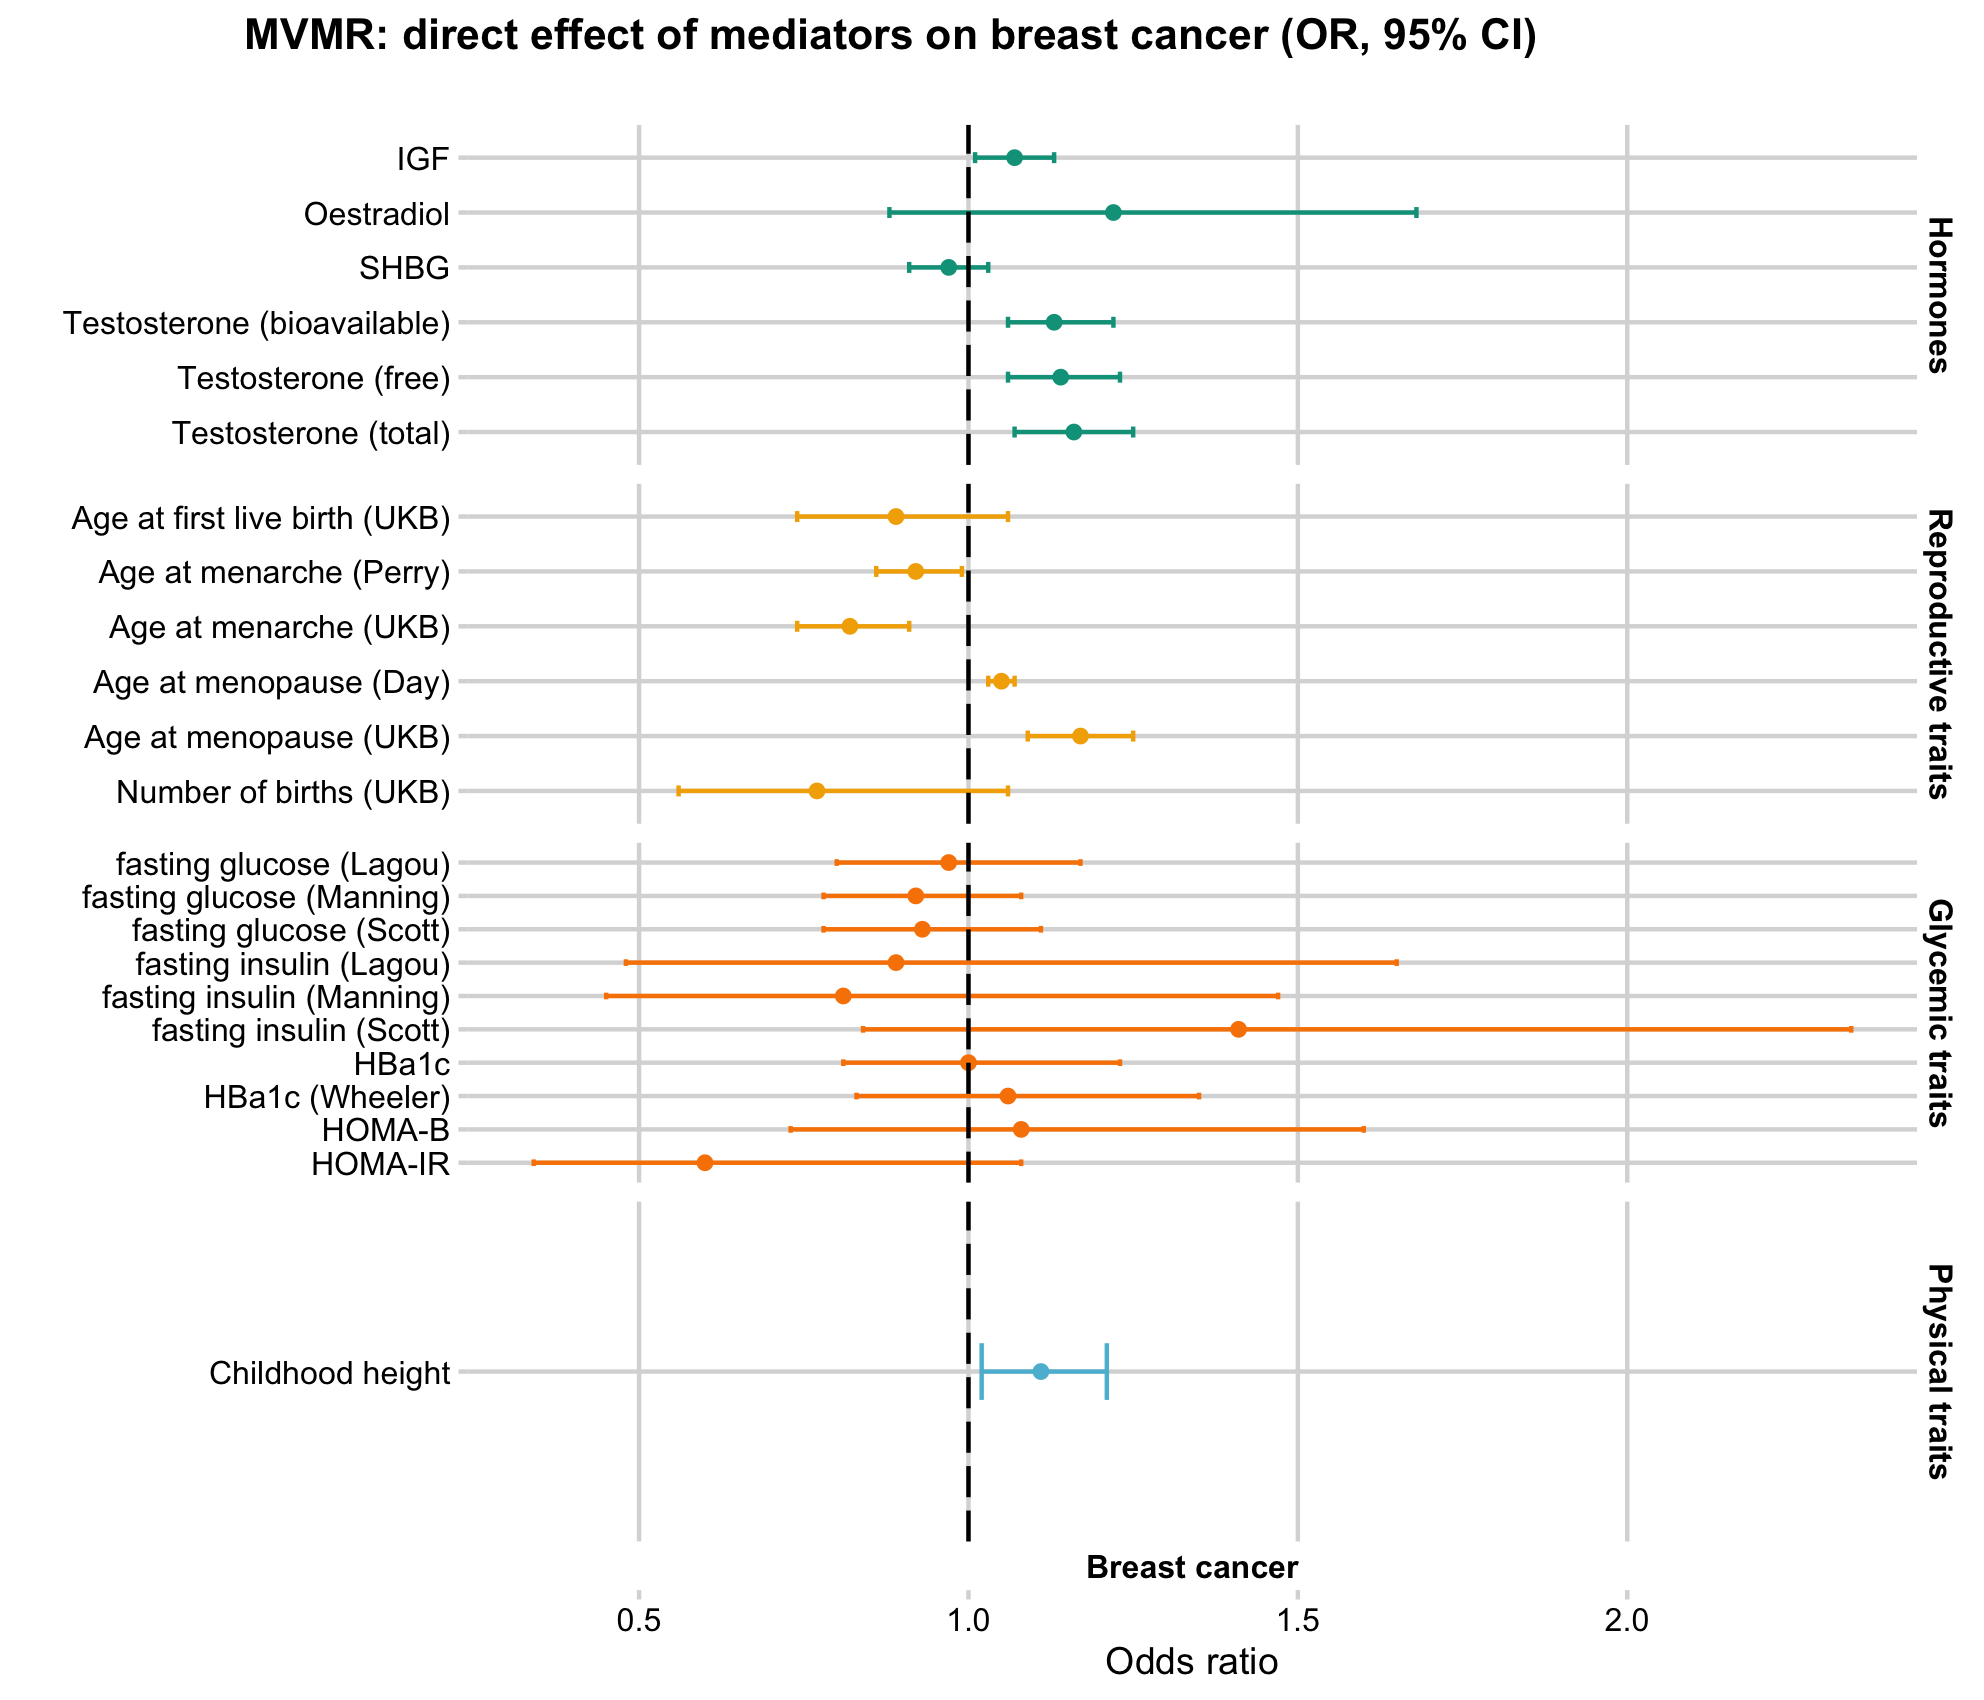 MVMR: direct effect of mediators on breast cancer (OR, 95% CI)
IGF
Oestradiol
SHBG
Testosterone (bioavailable)
Testosterone (free)
Testosterone (total)
Hormones
Age at first live birth (UKB)
Age at menarche (Perry)
Age at menarche (UKB)
Age at menopause (Day)
Age at menopause (UKB)
Number of births (UKB)
Reproductive traits
fasting glucose (Lagou)
fasting glucose (Manning)
fasting glucose (Scott)
fasting insulin (Lagou)
fasting insulin (Manning)
fasting insulin (Scott)
HBa1c
HBa1c (Wheeler)
HOMA-B
HOMA-IR
Glycemic traits
Childhood height
Physical traits
Breast cancer
0.5 1.0 1.5 2.0
Odds ratio